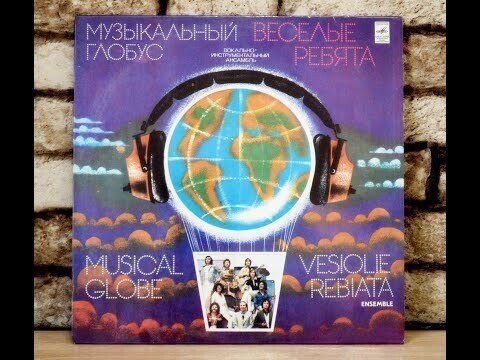 МУЗЫКАЛЬНЫЙ
ГЛОБУС
ВЕСЕЛЫЕ
РЕБЯТА
ВОКАЛЬНО-
ИНСТРУМЕНТАЛЬНЫЙ
АНСАМБЛЬ
MUSICAL
GLOBE
VESIOLIE
REBIATA
ENSEMBLE